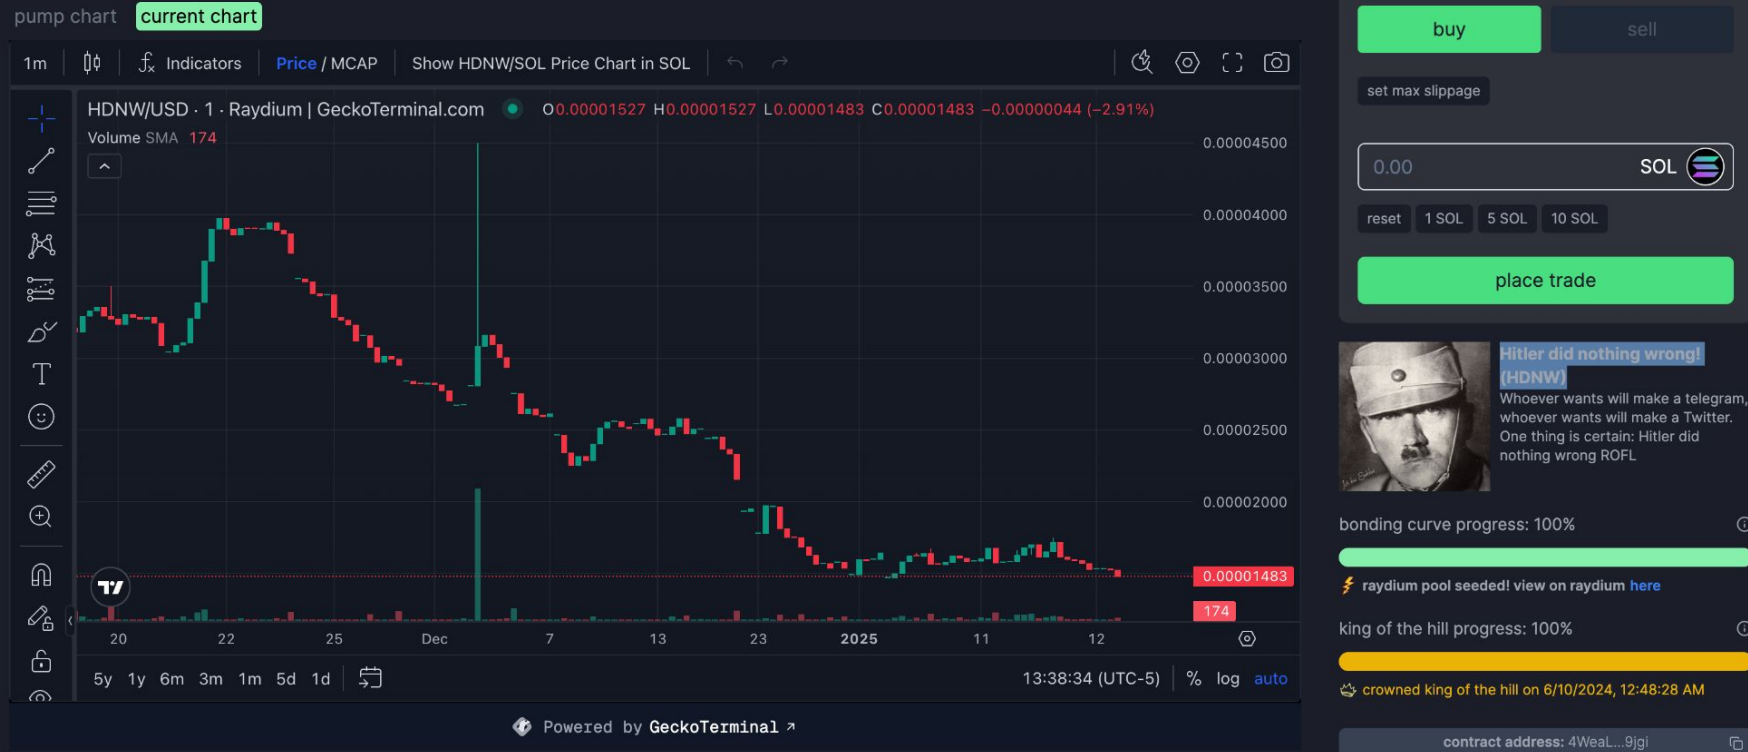 pump chart
current chart
1m
Indicators
Price / MCAP
Show HDNW/SOL Price Chart in SOL
HDNW/USD · 1 · Raydium | GeckoTerminal.com
O0.00001527 H0.00001527 L0.00001483 C0.00001483 −0.00000044 (−2.91%)
Volume SMA 174
0.00004500
0.00004000
0.00003500
0.00003000
0.00002500
0.00002000
0.00001483
174
20
22
25
Dec
7
13
23
2025
11
12
5y 1y 6m 3m 1m 5d 1d
13:38:34 (UTC-5)
% log auto
Powered by GeckoTerminal ↗
buy
sell
set max slippage
0.00
SOL
reset
1 SOL
5 SOL
10 SOL
place trade
Hitler did nothing wrong!
(HDNW)
Whoever wants will make a telegram,
whoever wants will make a Twitter.
One thing is certain: Hitler did
nothing wrong ROFL
bonding curve progress: 100%
raydium pool seeded! view on raydium here
king of the hill progress: 100%
crowned king of the hill on 6/10/2024, 12:48:28 AM
contract address: 4WeaL...9jgi